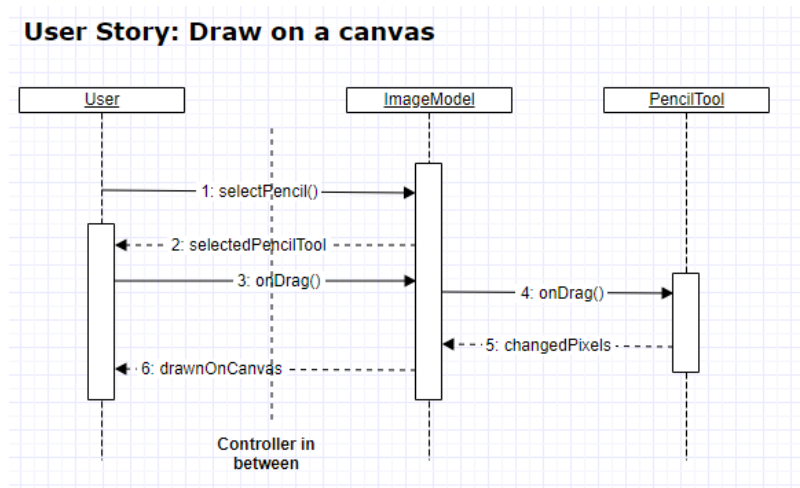 User Story: Draw on a canvas
User
ImageModel
PencilTool
1: selectPencil()
2: selectedPencilTool
3: onDrag()
4: onDrag()
5: changedPixels
6: drawnOnCanvas
Controller in
between